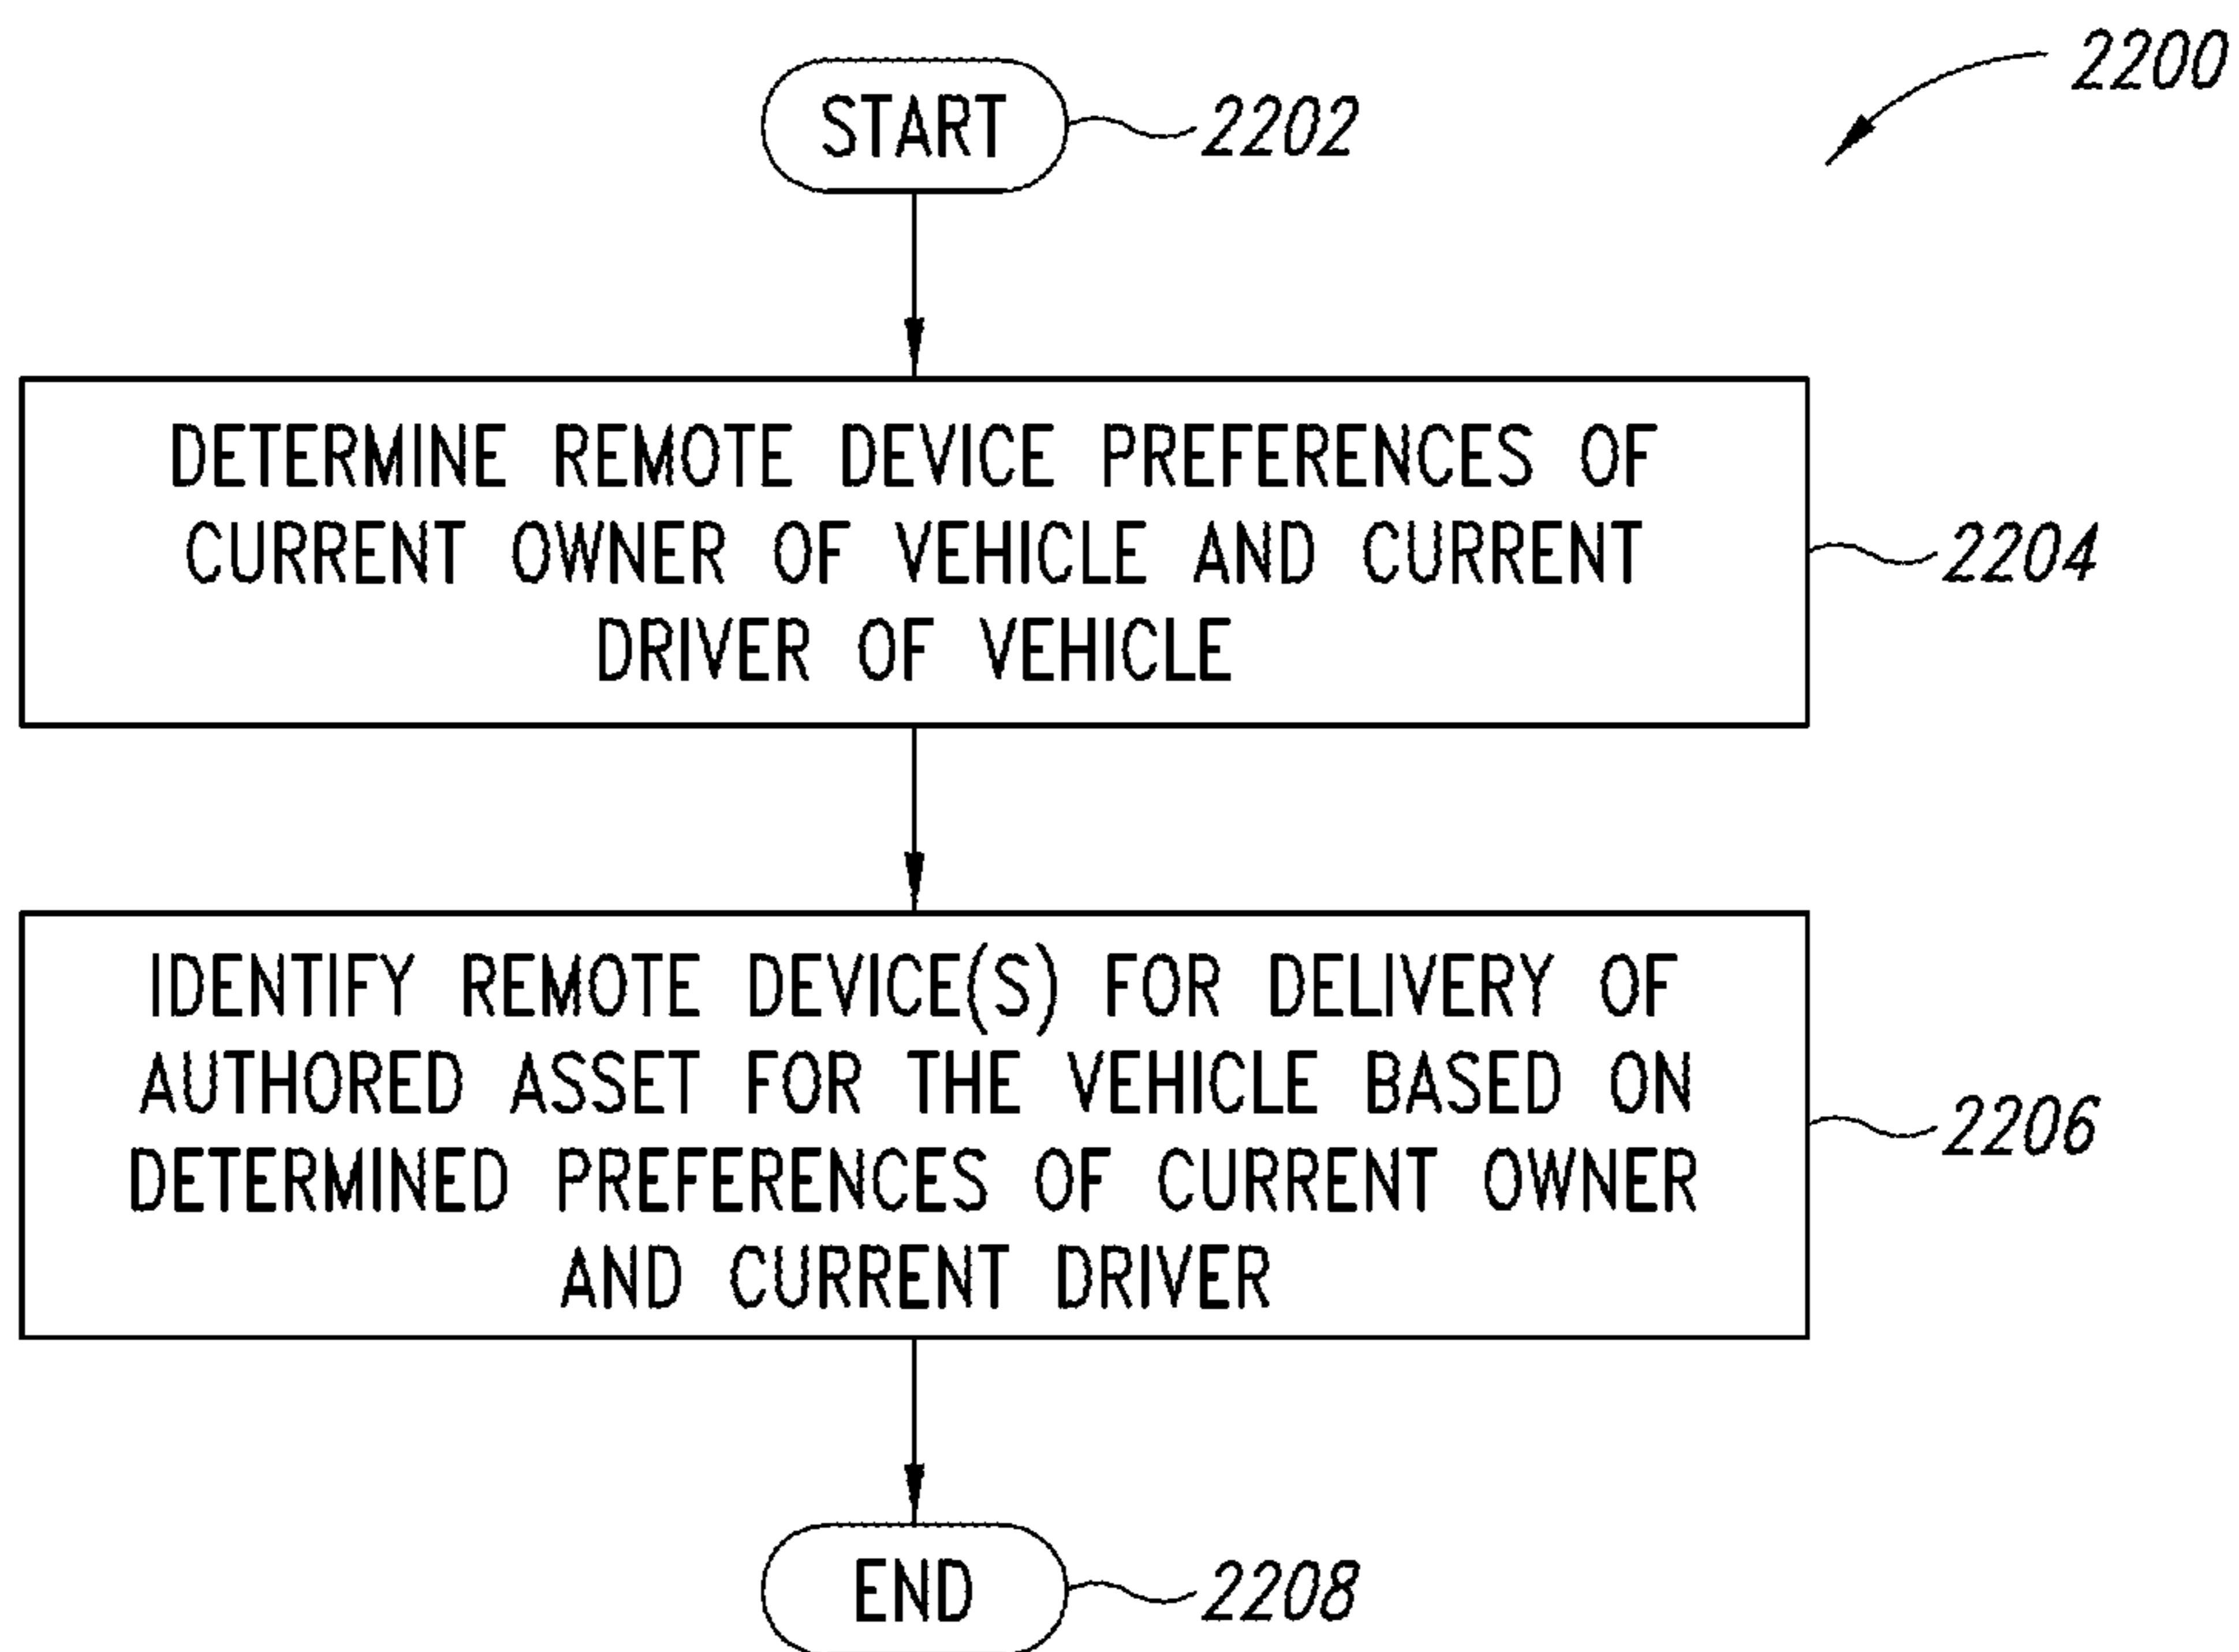 2200
START
2202
DETERMINE REMOTE DEVICE PREFERENCES OF
CURRENT OWNER OF VEHICLE AND CURRENT
DRIVER OF VEHICLE
2204
IDENTIFY REMOTE DEVICE(S) FOR DELIVERY OF
AUTHORED ASSET FOR THE VEHICLE BASED ON
DETERMINED PREFERENCES OF CURRENT OWNER
AND CURRENT DRIVER
2206
END
2208